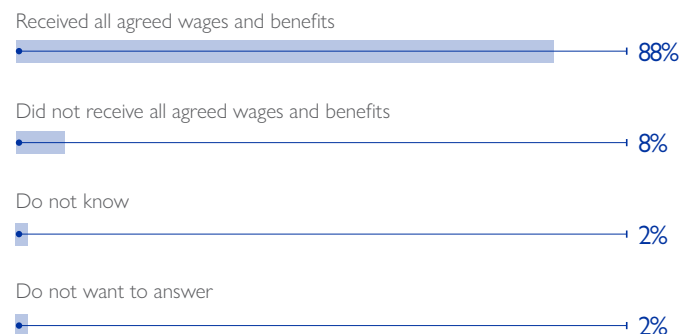 Received all agreed wages and benefits
88%
Did not receive all agreed wages and benefits
8%
Do not know
2%
Do not want to answer
2%